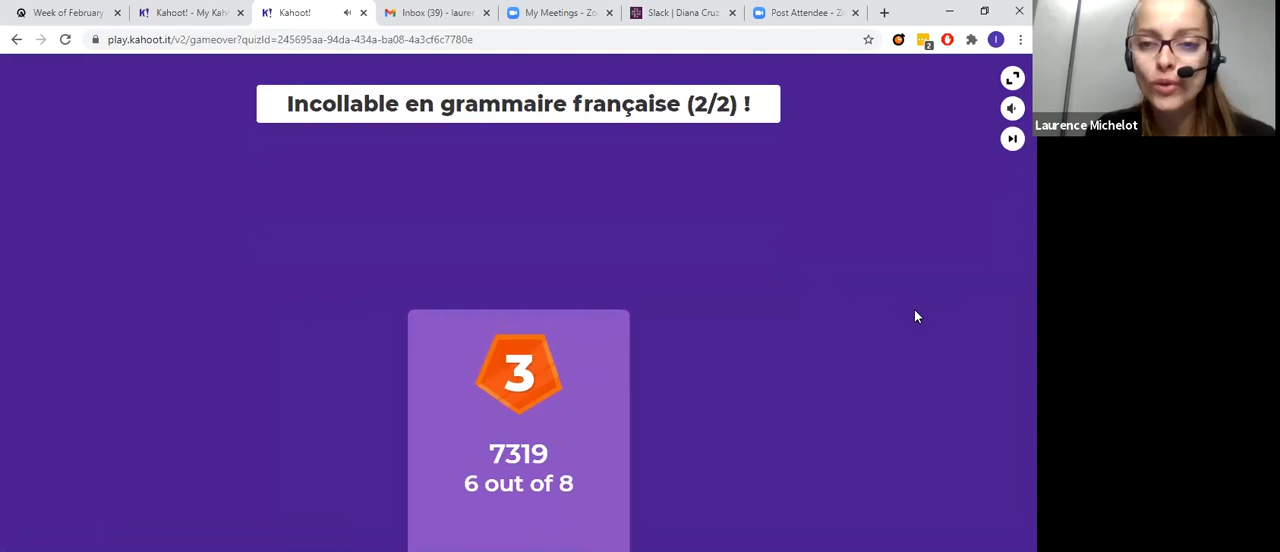 Week of February
Kahoot! - My Kah
Kahoot!
Inbox (39) - laure
My Meetings - Zo
Slack | Diana Cruz
Post Attendee - Z
play.kahoot.it/v2/gameover?quizId=245695aa-94da-434a-ba08-4a3cf6c7780e
2
I
Incollable en grammaire française (2/2) !
Laurence Michelot
3
7319
6 out of 8